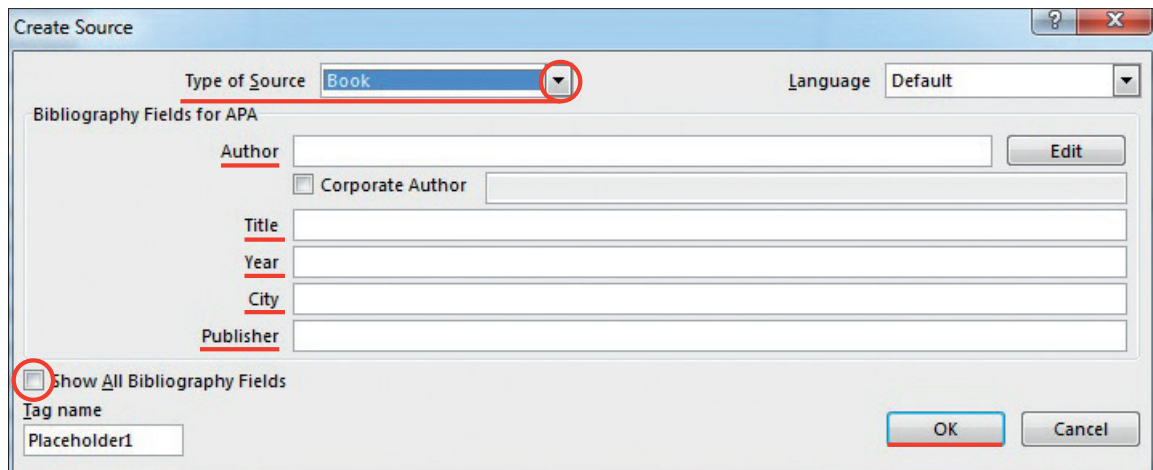 Create Source
Type of Source Book Language Default
Bibliography Fields for APA
Author Edit
Corporate Author
Title
Year
City
Publisher
Show All Bibliography Fields
Tag name
Placeholder1 OK Cancel